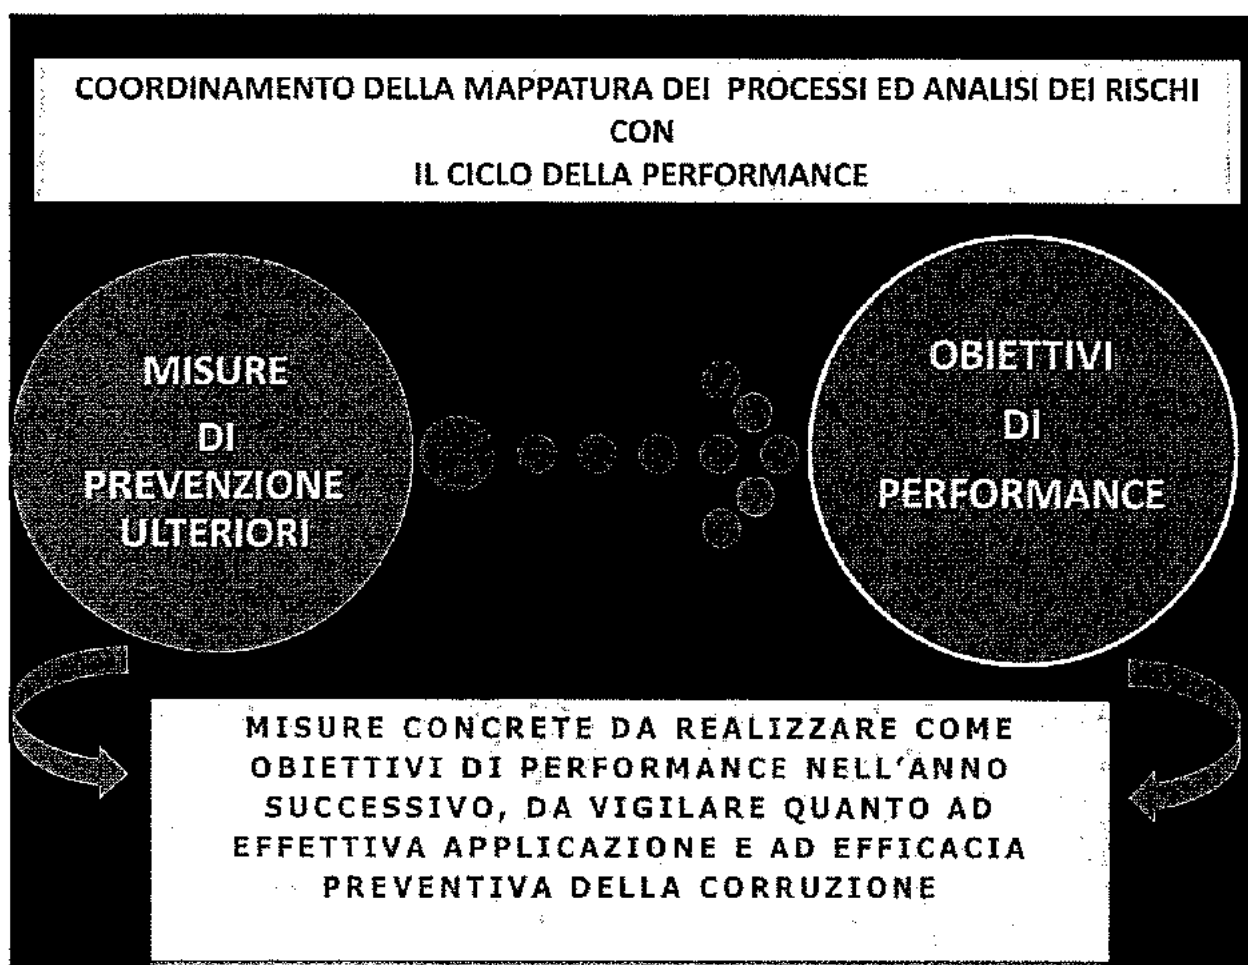 COORDINAMENTO DELLA MAPPATURA DEI PROCESSI ED ANALISI DEI RISCHI
CON
IL CICLO DELLA PERFORMANCE
MISURE
DI
PREVENZIONE
ULTERIORI
OBIETTIVI
DI
PERFORMANCE
MISURE CONCRETE DA REALIZZARE COME
OBIETTIVI DI PERFORMANCE NELL'ANNO
SUCCESSIVO, DA VIGILARE QUANTO AD
EFFETTIVA APPLICAZIONE E AD EFFICACIA
PREVENTIVA DELLA CORRUZIONE